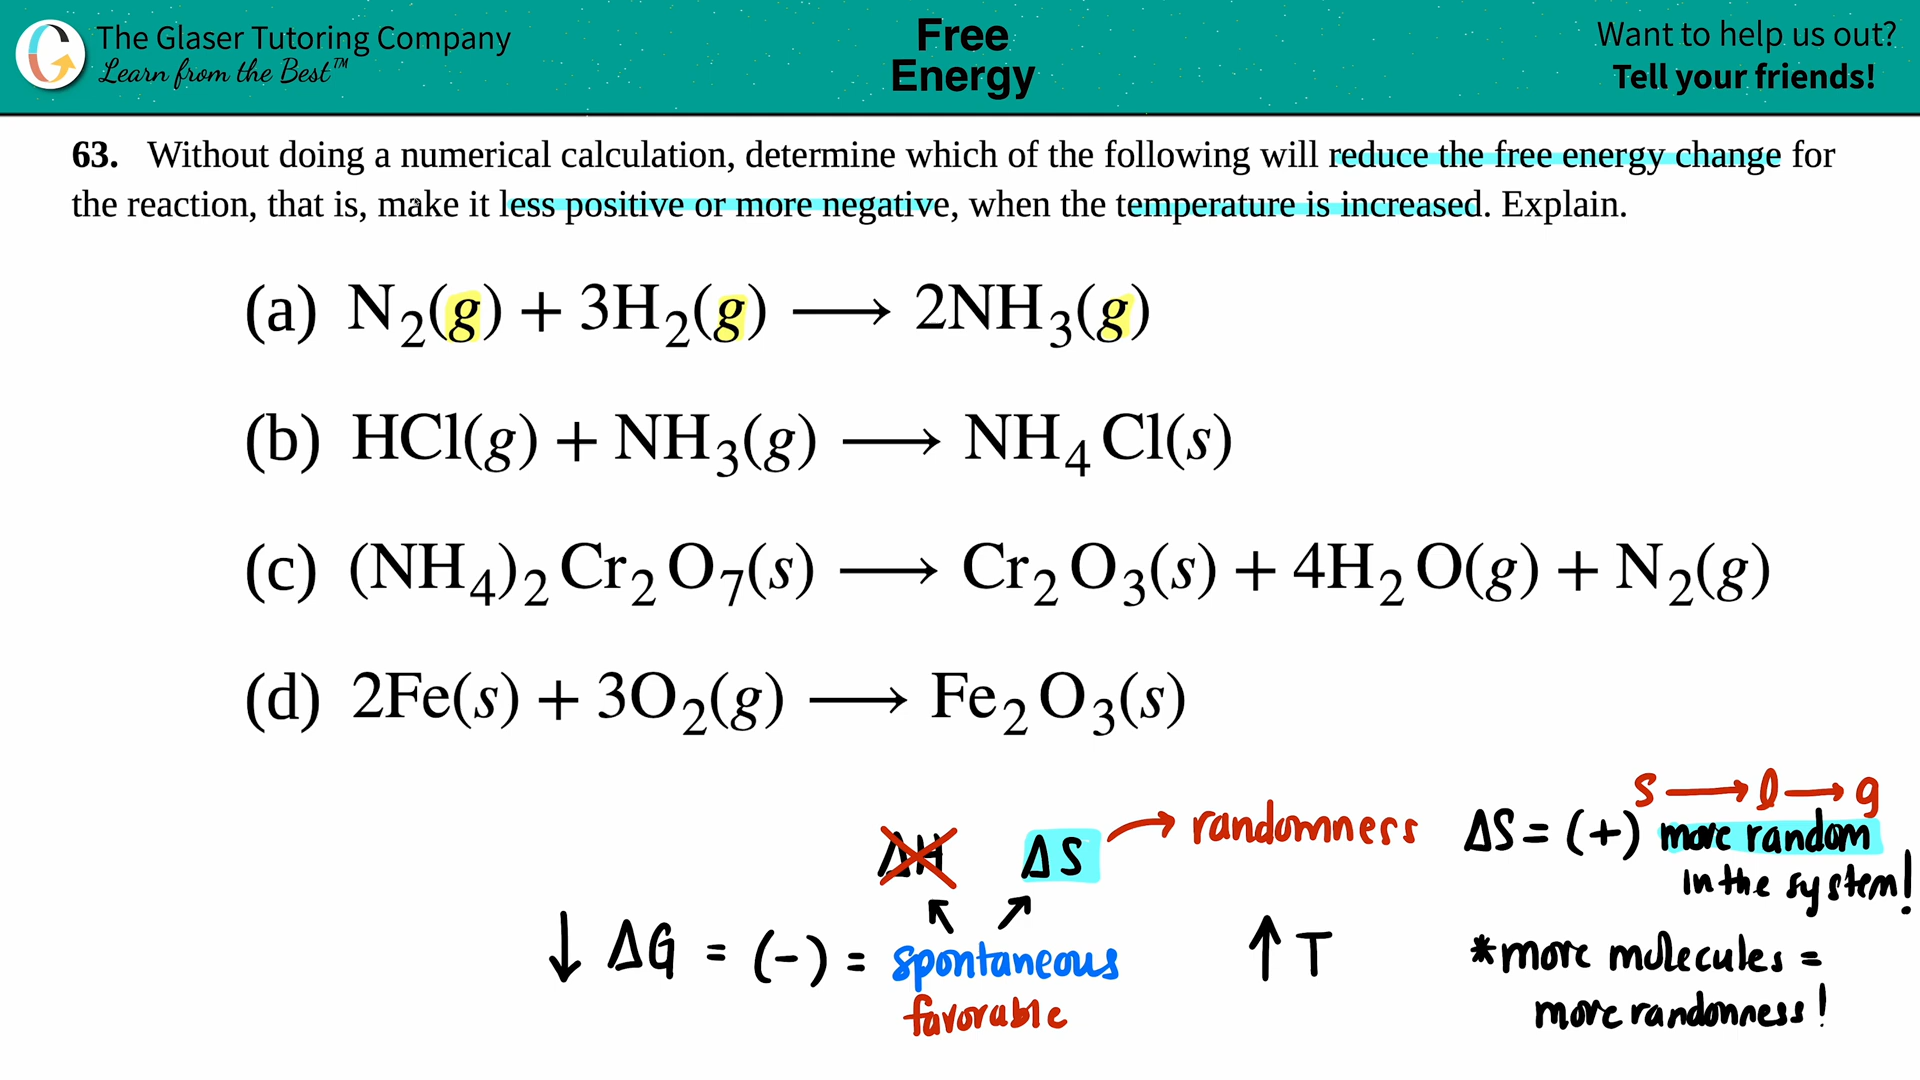 The Glaser Tutoring Company
Learn from the Best™
Free
Energy
Want to help us out?
Tell your friends!
63. Without doing a numerical calculation, determine which of the following will reduce the free energy change for
the reaction, that is, make it less positive or more negative, when the temperature is increased. Explain.
(a) N₂(g) + 3H₂(g) ⟶ 2NH₃(g)
(b) HCl(g) + NH₃(g) ⟶ NH₄Cl(s)
(c) (NH₄)₂Cr₂O₇(s) ⟶ Cr₂O₃(s) + 4H₂O(g) + N₂(g)
(d) 2Fe(s) + 3O₂(g) ⟶ Fe₂O₃(s)
s → l → g
ΔH ΔS → randomness ΔS = (+) more random
in the system!
↓ ΔG = (-) = spontaneous ↑ T *more molecules =
favorable more randonness!